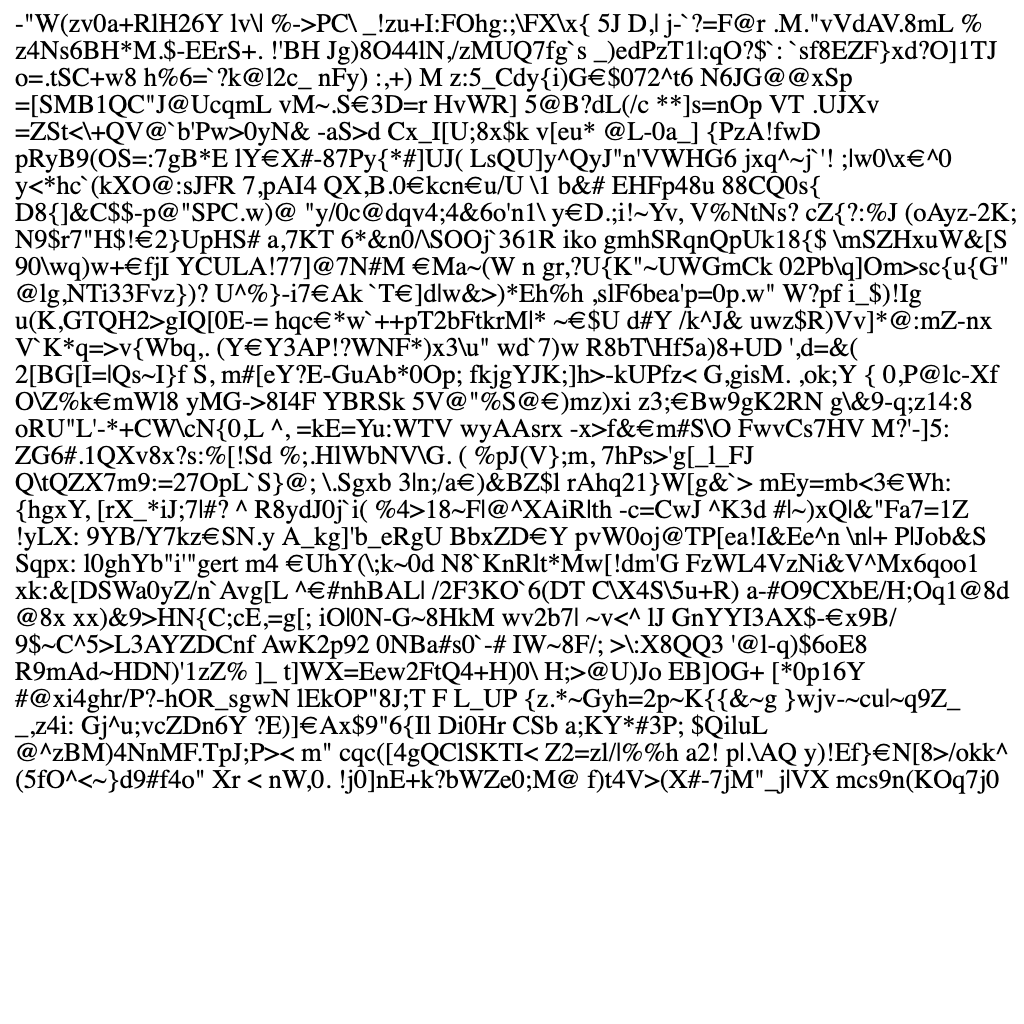 -"W(zv0a+RlH26Y lv\| %->PC\ _!zu+I:FOhg:;\FX\x{ 5J D,| j-`?=F@r .M."vVdAV.8mL %
z4Ns6BH*M.$-EErS+. !'BH Jg)8O44lN,/zMUQ7fg`s _)edPzT1l:qO?$`: `sf8EZF}xd?O]1TJ
o=.tSC+w8 h%6=`?k@l2c_ nFy) :,+) M z:5_Cdy{i)G€$072^t6 N6JG@@xSp
=[SMB1QC"J@UcqmL vM~.S€3D=r HvWR] 5@B?dL(/c **]s=nOp VT .UJXv
=ZSt<\+QV@`b'Pw>0yN& -aS>d Cx_I[U;8x$k v[eu* @L-0a_] {PzA!fwD
pRyB9(OS=:7gB*E lY€X#-87Py{*#]UJ( LsQU]y^QyJ"n'VWHG6 jxq^~j`'! ;|w0\x€^0
y<*hc`(kXO@:sJFR 7,pAI4 QX,B.0€kcn€u/U \1 b&# EHFp48u 88CQ0s{
D8{]&C$$-p@"SPC.w)@ "y/0c@dqv4;4&6o'n1\ y€D.;i!~Yv, V%NtNs? cZ{?:%J (oAyz-2K;
N9$r7"H$!€2}UpHS# a,7KT 6*&n0/\SOOj`361R iko gmhSRqnQpUk18{$ \mSZHxuW&[S
90\wq)w+€fjI YCULA!77]@7N#M €Ma~(W n gr,?U{K"~UWGmCk 02Pb\q]Om>sc{u{G"
@lg,NTi33Fvz})? U^%}-i7€Ak `T€]d|w&>)*Eh%h ,slF6bea'p=0p.w" W?pf i_$)!Ig
u(K,GTQH2>gIQ[0E-= hqc€*w`++pT2bFtkrM|* ~€$U d#Y /k^J& uwz$R)Vv]*@:mZ-nx
V`K*q=>v{Wbq,. (Y€Y3AP!?WNF*)x3\u" wd`7)w R8bT\Hf5a)8+UD ',d=&(
2[BG[I=|Qs~I}f S, m#[eY?E-GuAb*0Op; fkjgYJK;]h>-kUPfz< G,gisM. ,ok;Y { 0,P@lc-Xf
O\Z%k€mWl8 yMG->8I4F YBRSk 5V@"%S@€)mz)xi z3;€Bw9gK2RN g\&9-q;z14:8
oRU"L'-*+CW\cN{0,L ^, =kE=Yu:WTV wyAAsrx -x>f&€m#S\O FwvCs7HV M?'-]5:
ZG6#.1QXv8x?s:%[!Sd %;.HlWbNV\G. ( %pJ(V};m, 7hPs>'g[_l_FJ
Q\tQZX7m9:=27OpL`S}@; \.Sgxb 3|n;/a€)&BZ$l rAhq21}W[g&`> mEy=mb<3€Wh:
{hgxY, [rX_*iJ;7|#? ^ R8ydJ0j`i( %4>18~F|@^XAiR|th -c=CwJ ^K3d #|~)xQ|&"Fa7=1Z
!yLX: 9YB/Y7kz€SN.y A_kg]'b_eRgU BbxZD€Y pvW0oj@TP[ea!I&Ee^n \n|+ P|Job&S
Sqpx: l0ghYb"i'"gert m4 €UhY(\;k~0d N8`KnRlt*Mw[!dm'G FzWL4VzNi&V^Mx6qoo1
xk:&[DSWa0yZ/n`Avg[L ^€#nhBAL| /2F3KO`6(DT C\X4S\5u+R) a-#O9CXbE/H;Oq1@8d
@8x xx)&9>HN{C;cE,=g[; iO|0N-G~8HkM wv2b7| ~v<^ lJ GnYYI3AX$-€x9B/
9$~C^5>L3AYZDCnf AwK2p92 0NBa#s0`-# IW~8F/; >\:X8QQ3 '@l-q)$6oE8
R9mAd~HDN)'1zZ% ]_ t]WX=Eew2FtQ4+H)0\ H;>@U)Jo EB]OG+ [*0p16Y
#@xi4ghr/P?-hOR_sgwN lEkOP"8J;T F L_UP {z.*~Gyh=2p~K{{&~g }wjv-~cu|~q9Z_
_,z4i: Gj^u;vcZDn6Y ?E)]€Ax$9"6{Il Di0Hr CSb a;KY*#3P; $QiluL
@^zBM)4NnMF.TpJ;P>< m" cqc([4gQClSKTI< Z2=zl/l%%h a2! p|.\AQ y)!Ef}€N[8>/okk^
(5fO^<~}d9#f4o" Xr < nW,0. !j0]nE+k?bWZe0;M@ f)t4V>(X#-7jM"_j|VX mcs9n(KOq7j0